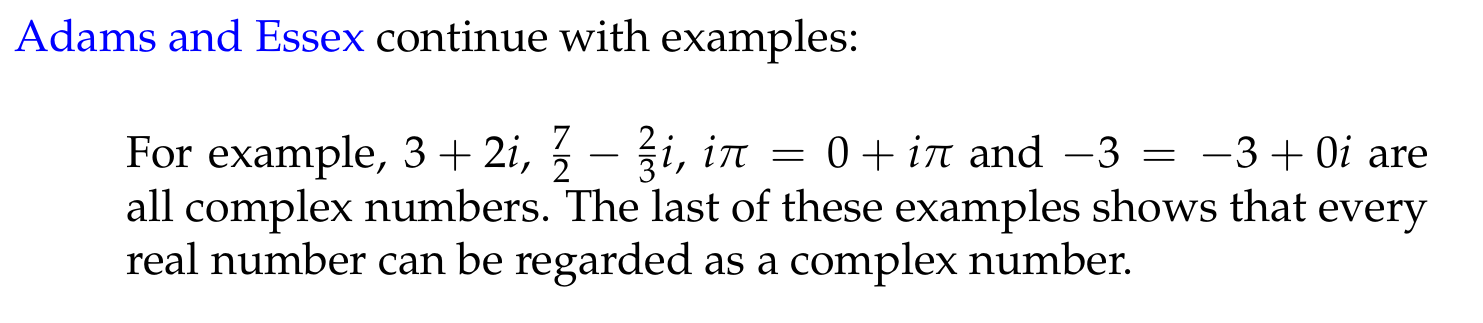 Adams and Essex continue with examples:
For example, 3 + 2i, 7/2 − 2/3i, iπ = 0 + iπ and −3 = −3 + 0i are
all complex numbers. The last of these examples shows that every
real number can be regarded as a complex number.